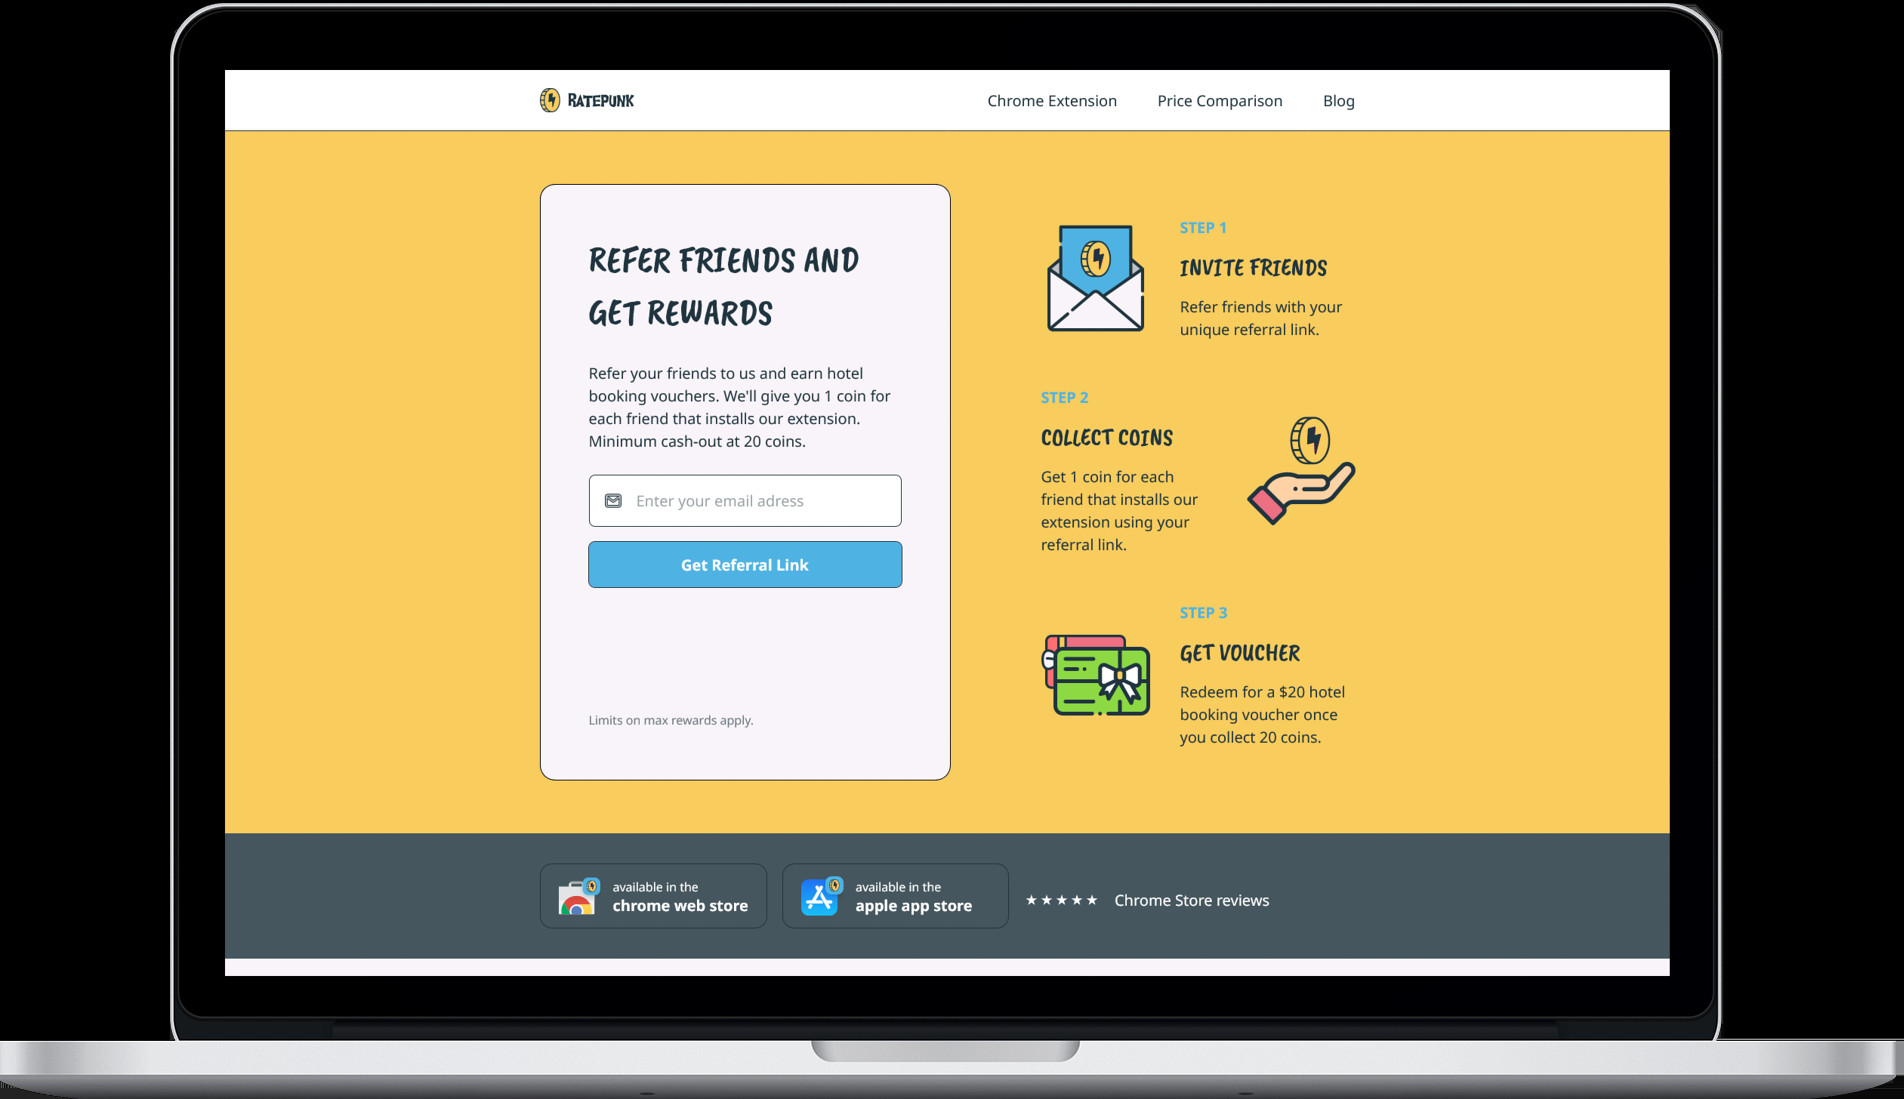 RATEPUNK
Chrome Extension
Price Comparison
Blog
REFER FRIENDS AND
GET REWARDS
Refer your friends to us and earn hotel
booking vouchers. We'll give you 1 coin for
each friend that installs our extension.
Minimum cash-out at 20 coins.
Enter your email adress
Get Referral Link
Limits on max rewards apply.
STEP 1
INVITE FRIENDS
Refer friends with your
unique referral link.
STEP 2
COLLECT COINS
Get 1 coin for each
friend that installs our
extension using your
referral link.
STEP 3
GET VOUCHER
Redeem for a $20 hotel
booking voucher once
you collect 20 coins.
available in the
chrome web store
available in the
apple app store
★★★★★ Chrome Store reviews